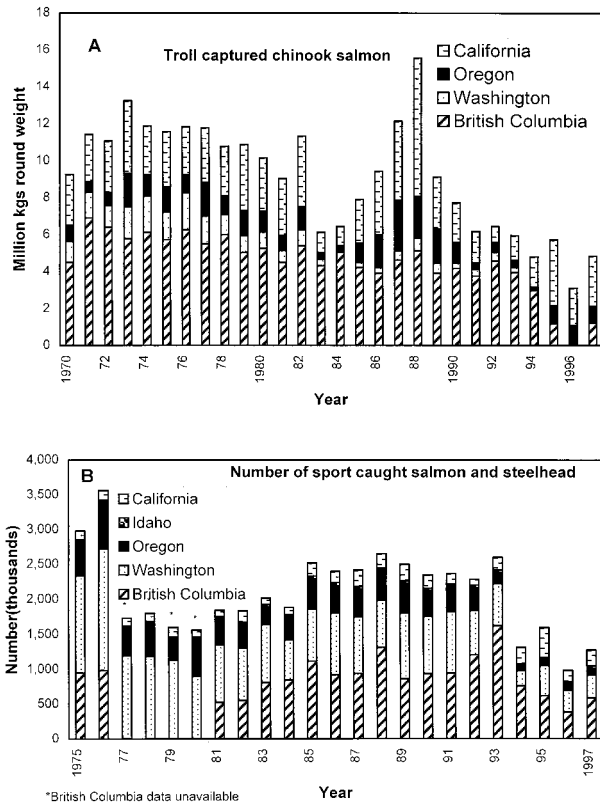 A
Troll captured chinook salmon
California
Oregon
Washington
British Columbia
Million kgs round weight
18
16
14
12
10
8
6
4
2
0
1970
72
74
76
78
1980
82
84
86
88
1990
92
94
1996
Year
B
Number of sport caught salmon and steelhead
California
Idaho
Oregon
Washington
British Columbia
Number(thousands)
4,000
3,500
3,000
2,500
2,000
1,500
1,000
500
0
* * *
1975
77
79
81
83
85
87
89
91
93
95
1997
Year
*British Columbia data unavailable